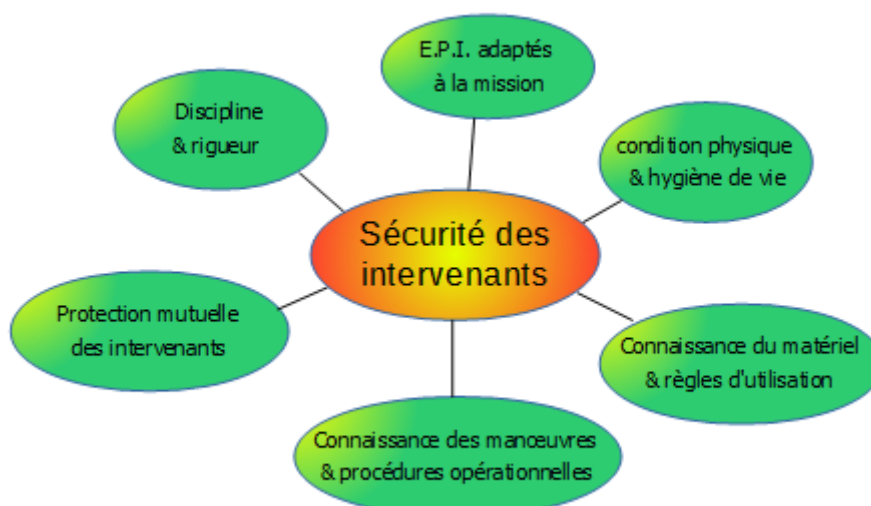 E.P.I. adaptés
à la mission
Discipline
& rigueur
condition physique
& hygiène de vie
Sécurité des
intervenants
Protection mutuelle
des intervenants
Connaissance du matériel
& règles d'utilisation
Connaissance des manœuvres
& procédures opérationnelles